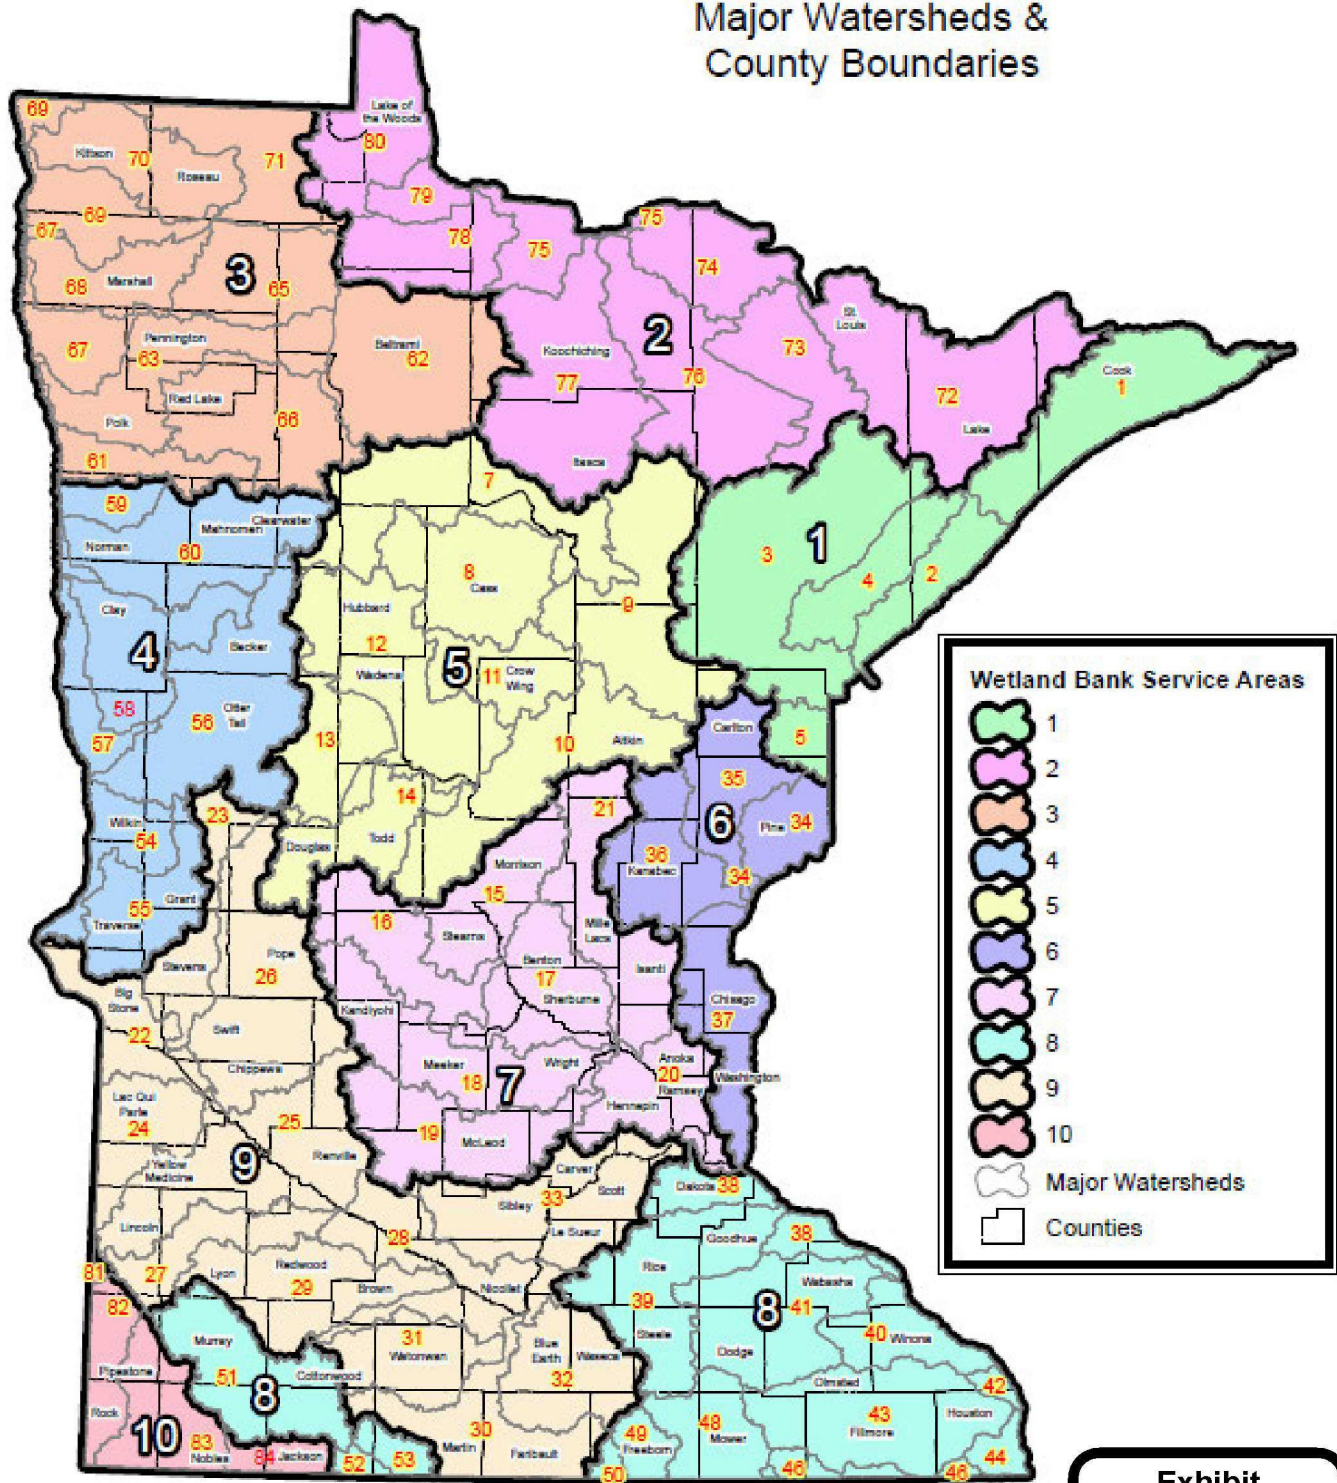 Major Watersheds &
County Boundaries
Lake of
the Woods
69
80
Kittson
70
71
Roseau
79
69
75
67
78
75
74
3
68
Marshall
65
St.
Louis
2
Pennington
Beltrami
67
63
62
Koochiching
73
Cook
1
77
76
Red Lake
72
Polk
66
Lake
61
Itasca
7
59
Clearwater
Mahnomen
Norman
60
3
1
8
4
2
Cass
Clay
Hubbard
9
12
4
Becker
5
Wadena
11
Crow
Wing
58
56
Otter
Tail
57
13
10
Aitkin
Carlton
5
35
14
21
23
Wilkin
54
Douglas
Todd
6
Pine
34
36
Kanabec
Morrison
34
55
Grant
15
Traverse
16
Mille
Lacs
Stearns
Pope
Stevens
26
Benton
17
Isanti
Big
Stone
Kandiyohi
Sherburne
Chisago
37
22
Swift
Chippewa
Meeker
18
7
Wright
Anoka
20
Ramsey
Washington
Lac Qui
Parle
24
Hennepin
25
19
McLeod
9
Renville
Yellow
Medicine
Carver
Scott
Dakota
38
Sibley
33
Lincoln
28
Le Sueur
Goodhue
38
81
27
Lyon
Redwood
29
Brown
Nicollet
Rice
Wabasha
82
39
8
41
Murray
31
Watonwan
Blue
Earth
Waseca
Steele
Dodge
40
Winona
Pipestone
51
Cottonwood
32
Olmsted
42
8
Rock
10
83
Nobles
84
Jackson
52
53
Martin
30
Faribault
49
Freeborn
50
48
Mower
43
Fillmore
Houston
44
46
46
Wetland Bank Service Areas
1
2
3
4
5
6
7
8
9
10
Major Watersheds
Counties
Exhibit